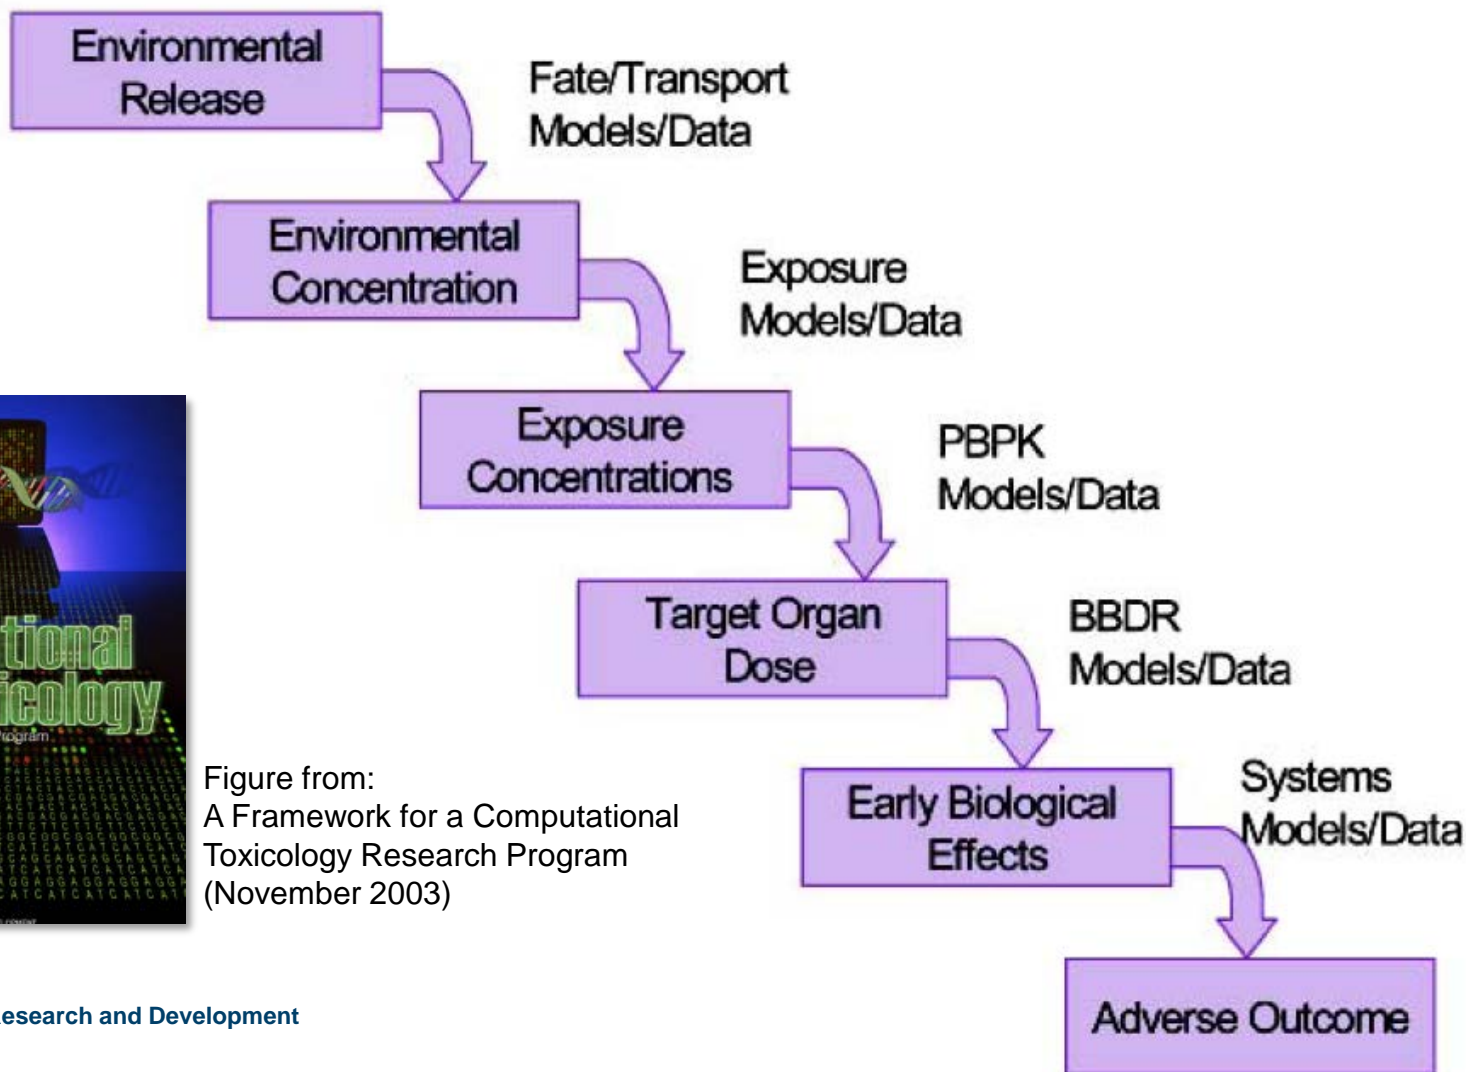 Environmental
Release
Fate/Transport
Models/Data
Environmental
Concentration
Exposure
Models/Data
Exposure
Concentrations
PBPK
Models/Data
Target Organ
Dose
BBDR
Models/Data
Early Biological
Effects
Systems
Models/Data
Adverse Outcome
tional
icology
Program
Figure from:
A Framework for a Computational
Toxicology Research Program
(November 2003)
esearch and Development